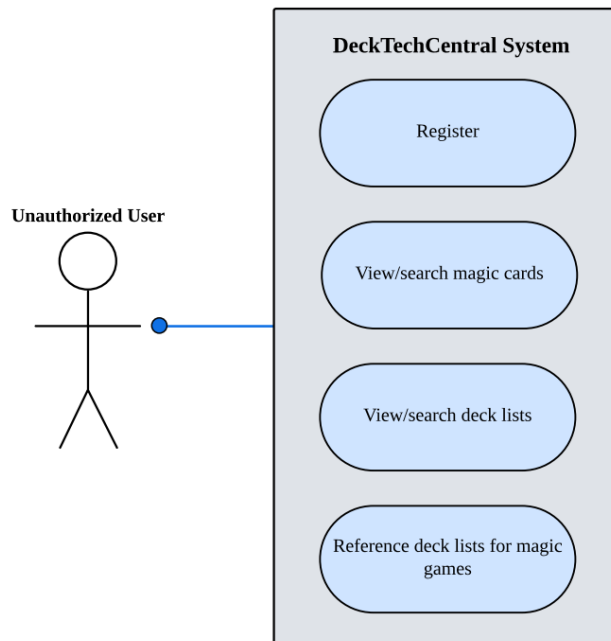 DeckTechCentral System
Register
Unauthorized User
View/search magic cards
View/search deck lists
Reference deck lists for magic
games